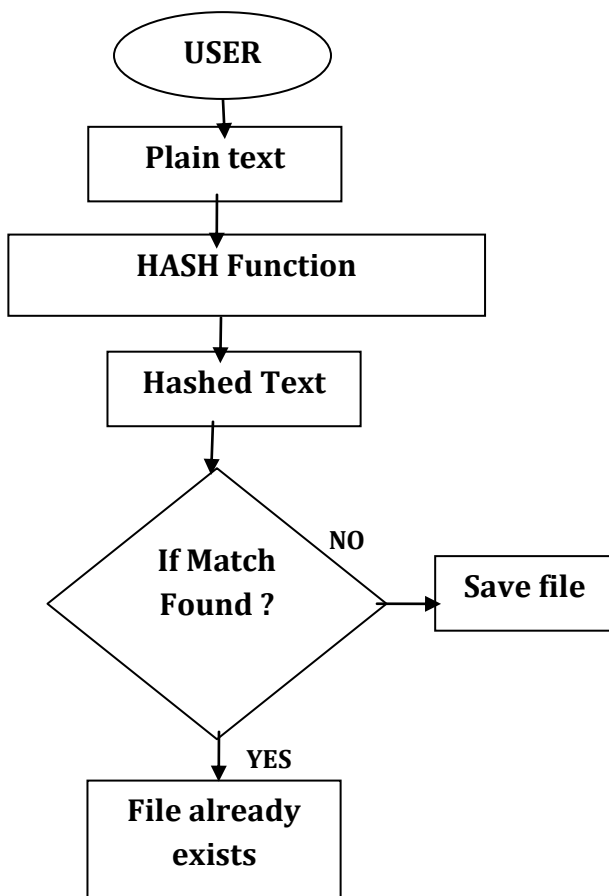 USER
Plain text
HASH Function
Hashed Text
If Match
Found ?
NO
Save file
YES
File already
exists